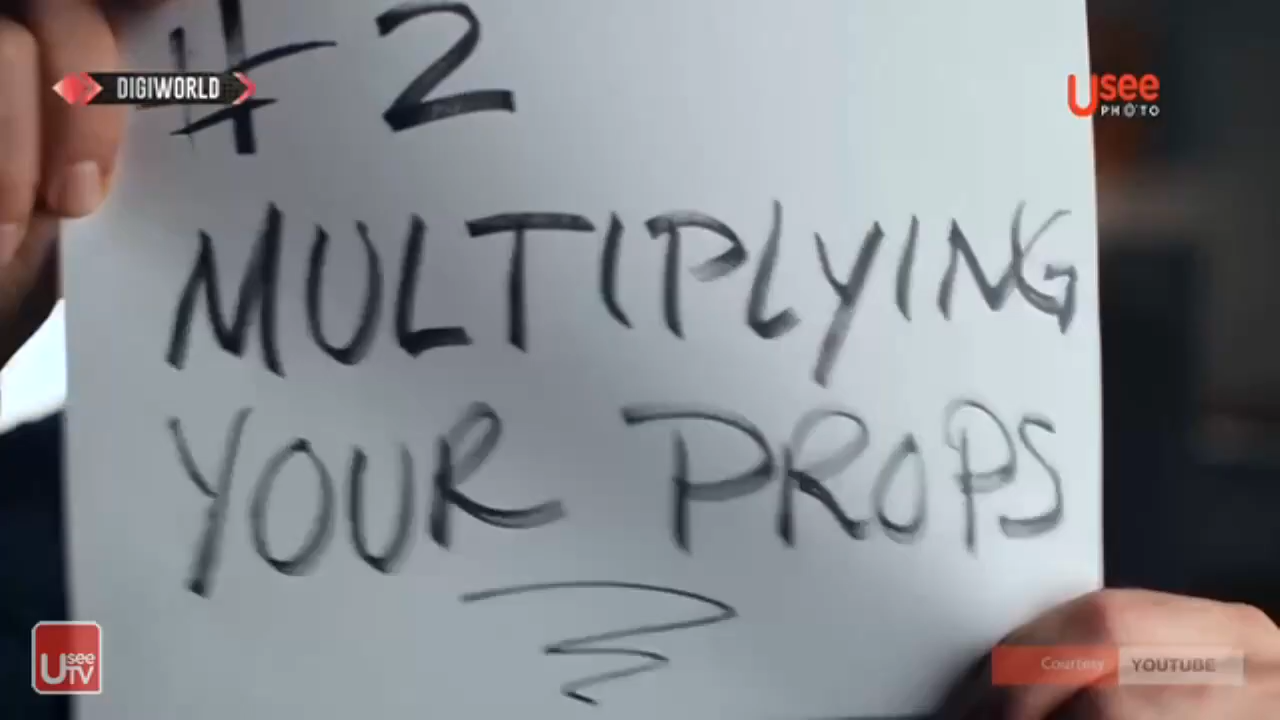 #2
DIGIWORLD
Usee
PHOTO
MULTIPLYING
YOUR PROPS
Usee
TV
Courtesy YOUTUBE